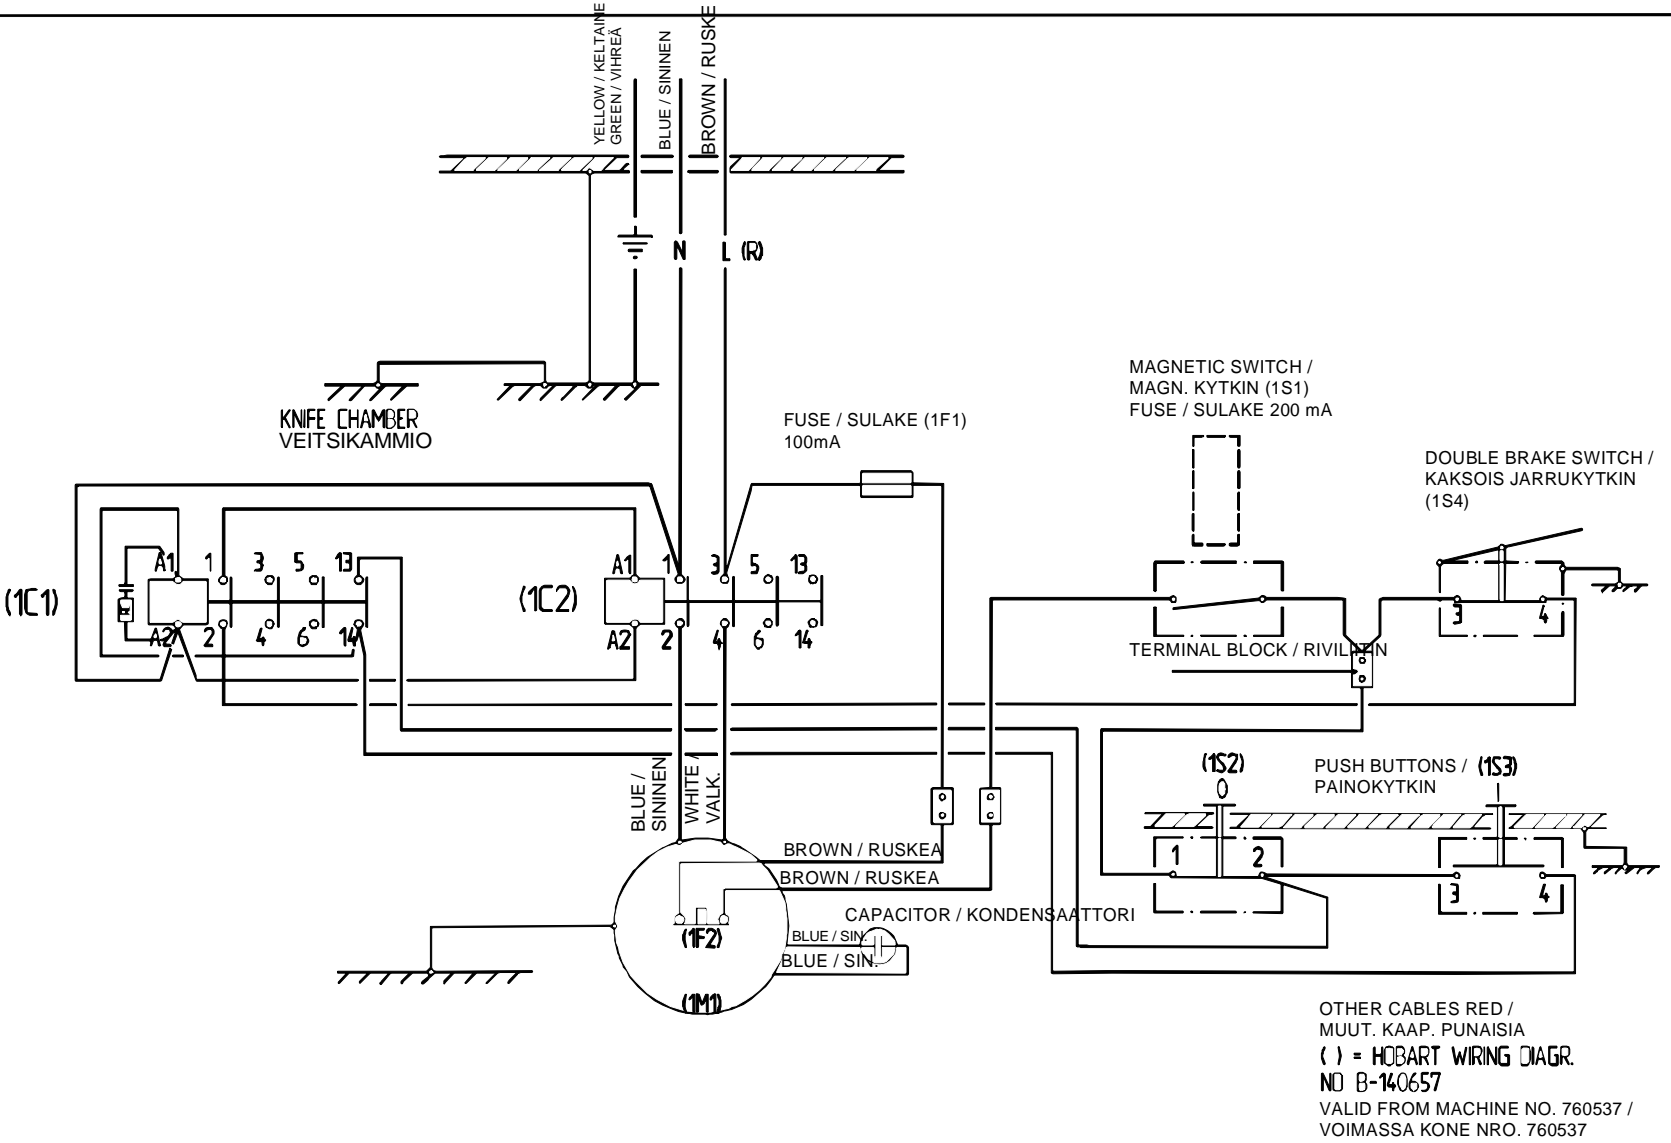 YELLOW / KELTAINE
GREEN / VIHREÄ
BLUE / SININEN
BROWN / RUSKE
N
L (R)
KNIFE CHAMBER
VEITSIKAMMIO
FUSE / SULAKE (1F1)
100mA
MAGNETIC SWITCH /
MAGN. KYTKIN (1S1)
FUSE / SULAKE 200 mA
DOUBLE BRAKE SWITCH /
KAKSOIS JARRUKYTKIN
(1S4)
(1C1)
A1 1 3 5 13
A2 2 4 6 14
(1C2)
A1 1 3 5 13
A2 2 4 6 14
3 4
TERMINAL BLOCK / RIVILIITIN
BLUE /
SININEN
WHITE /
VALK.
(1S2)
0
PUSH BUTTONS /
PAINOKYTKIN
(1S3)
I
1 2
3 4
BROWN / RUSKEA
BROWN / RUSKEA
CAPACITOR / KONDENSAATTORI
(1F2)
BLUE / SIN.
BLUE / SIN.
(1M1)
OTHER CABLES RED /
MUUT. KAAP. PUNAISIA
( ) = HOBART WIRING DIAGR.
NO B-140657
VALID FROM MACHINE NO. 760537 /
VOIMASSA KONE NRO. 760537